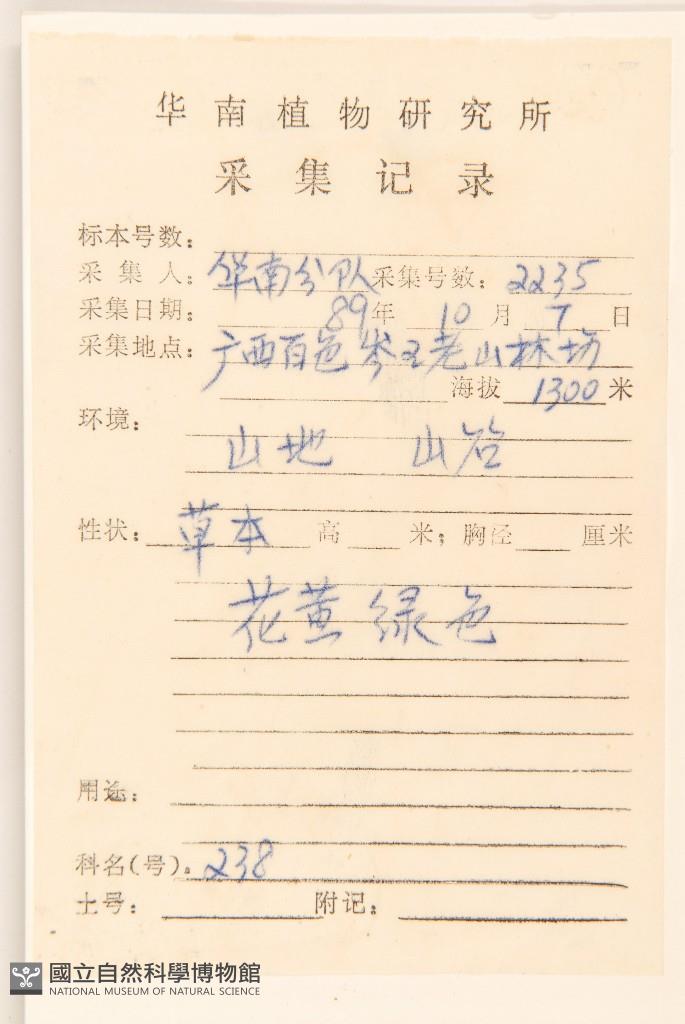 华南植物研究所
采集记录
标本号数:
采集人: 华南分队 采集号数: 2235
采集日期: 89年 10月 7日
采集地点: 广西百色岑王老山林场
海拔 1300 米
环境:
山地 山谷
性状: 草本 高 米; 胸径 厘米
花黄绿色
用途:
科名(号)。 238
土号: 附记:
國立自然科學博物館
NATIONAL MUSEUM OF NATURAL SCIENCE